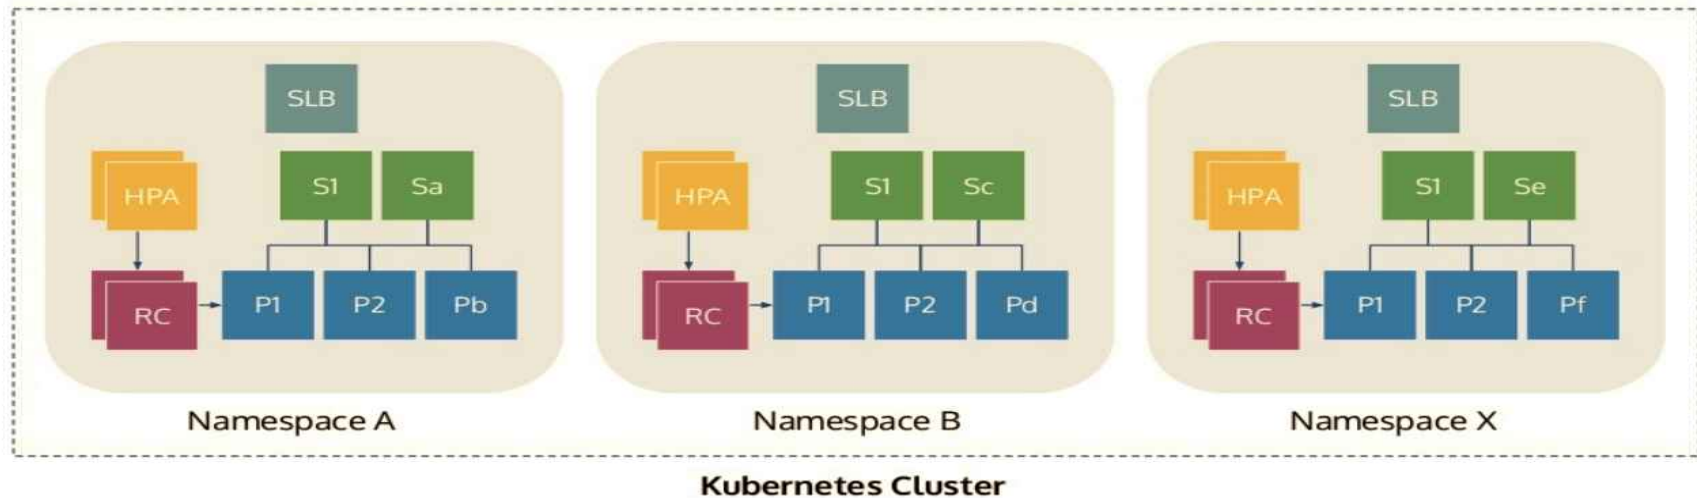 SLB SLB SLB
HPA S1 Sa HPA S1 Sc HPA S1 Se
RC P1 P2 Pb RC P1 P2 Pd RC P1 P2 Pf
Namespace A Namespace B Namespace X
Kubernetes Cluster